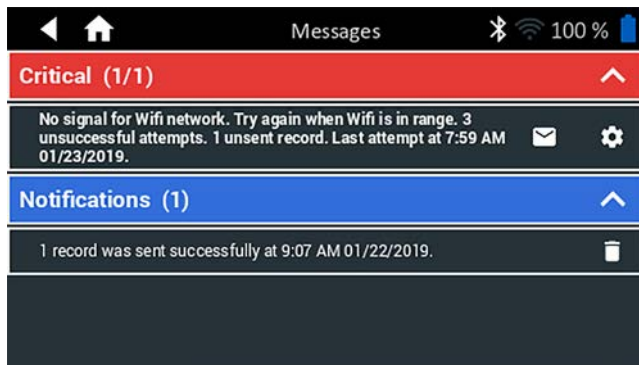 Messages 100 %
Critical (1/1)
No signal for Wifi network. Try again when Wifi is in range. 3
unsuccessful attempts. 1 unsent record. Last attempt at 7:59 AM
01/23/2019.
Notifications (1)
1 record was sent successfully at 9:07 AM 01/22/2019.